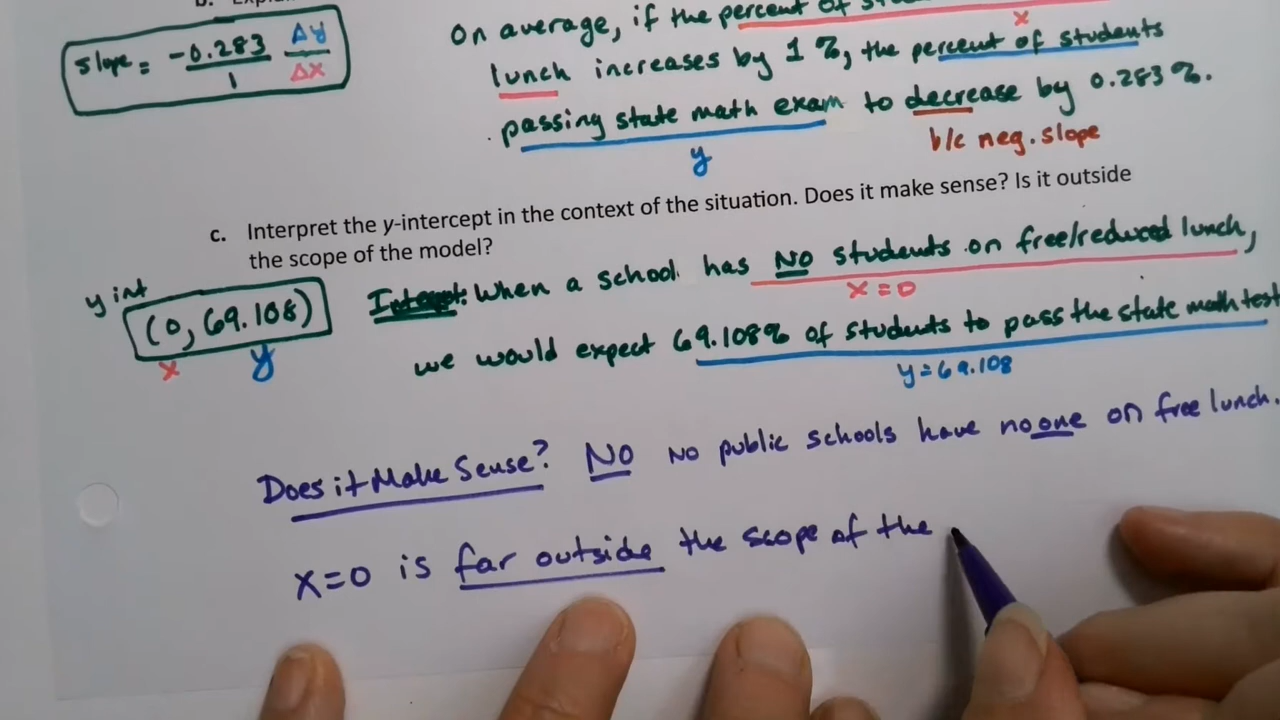 b. Expl
slope = -0.283 / 1 Δy / Δx
On average, if the percent of
lunch increases by 1%, the percent of students
x
passing state math exam to decrease by 0.283%.
y
b/c neg. slope
c. Interpret the y-intercept in the context of the situation. Does it make sense? Is it outside
the scope of the model?
y int
(0, 69.108)
x y
When a school has NO students on free/reduced lunch,
x=0
we would expect 69.108% of students to pass the state math test
y=69.108
Does it Make Sense? NO No public schools have no one on free lunch.
x=0 is far outside the scope of the